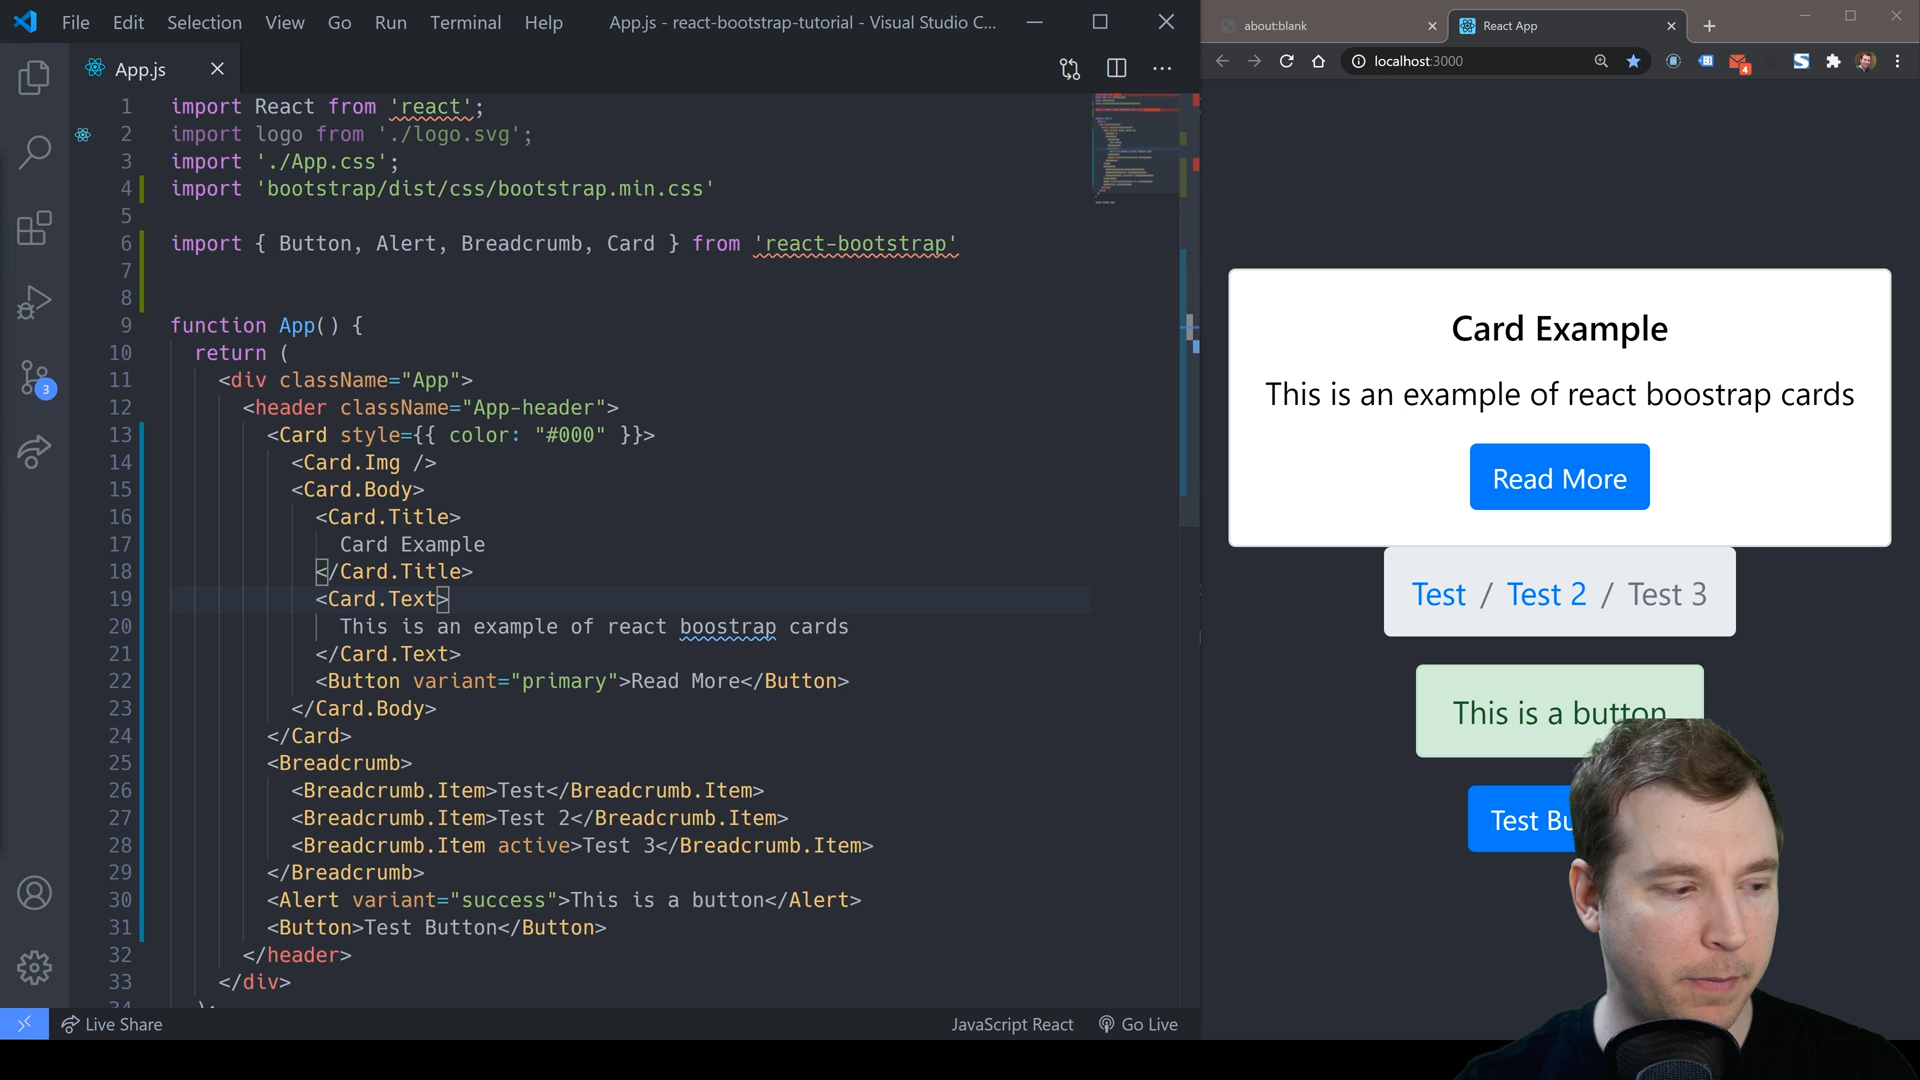 File Edit Selection View Go Run Terminal Help App.js - react-bootstrap-tutorial - Visual Studio C...
App.js
1 import React from 'react';
2 import logo from './logo.svg';
3 import './App.css';
4 import 'bootstrap/dist/css/bootstrap.min.css'
5
6 import { Button, Alert, Breadcrumb, Card } from 'react-bootstrap'
7
8
9 function App() {
10 return (
11 <div className="App">
12 <header className="App-header">
13 <Card style={{ color: "#000" }}>
14 <Card.Img />
15 <Card.Body>
16 <Card.Title>
17 Card Example
18 </Card.Title>
19 <Card.Text>
20 This is an example of react boostrap cards
21 </Card.Text>
22 <Button variant="primary">Read More</Button>
23 </Card.Body>
24 </Card>
25 <Breadcrumb>
26 <Breadcrumb.Item>Test</Breadcrumb.Item>
27 <Breadcrumb.Item>Test 2</Breadcrumb.Item>
28 <Breadcrumb.Item active>Test 3</Breadcrumb.Item>
29 </Breadcrumb>
30 <Alert variant="success">This is a button</Alert>
31 <Button>Test Button</Button>
32 </header>
33 </div>
34 );
3
Live Share JavaScript React Go Live
about:blank React App
localhost:3000
4
Card Example
This is an example of react boostrap cards
Read More
Test / Test 2 / Test 3
This is a button
Test Bu